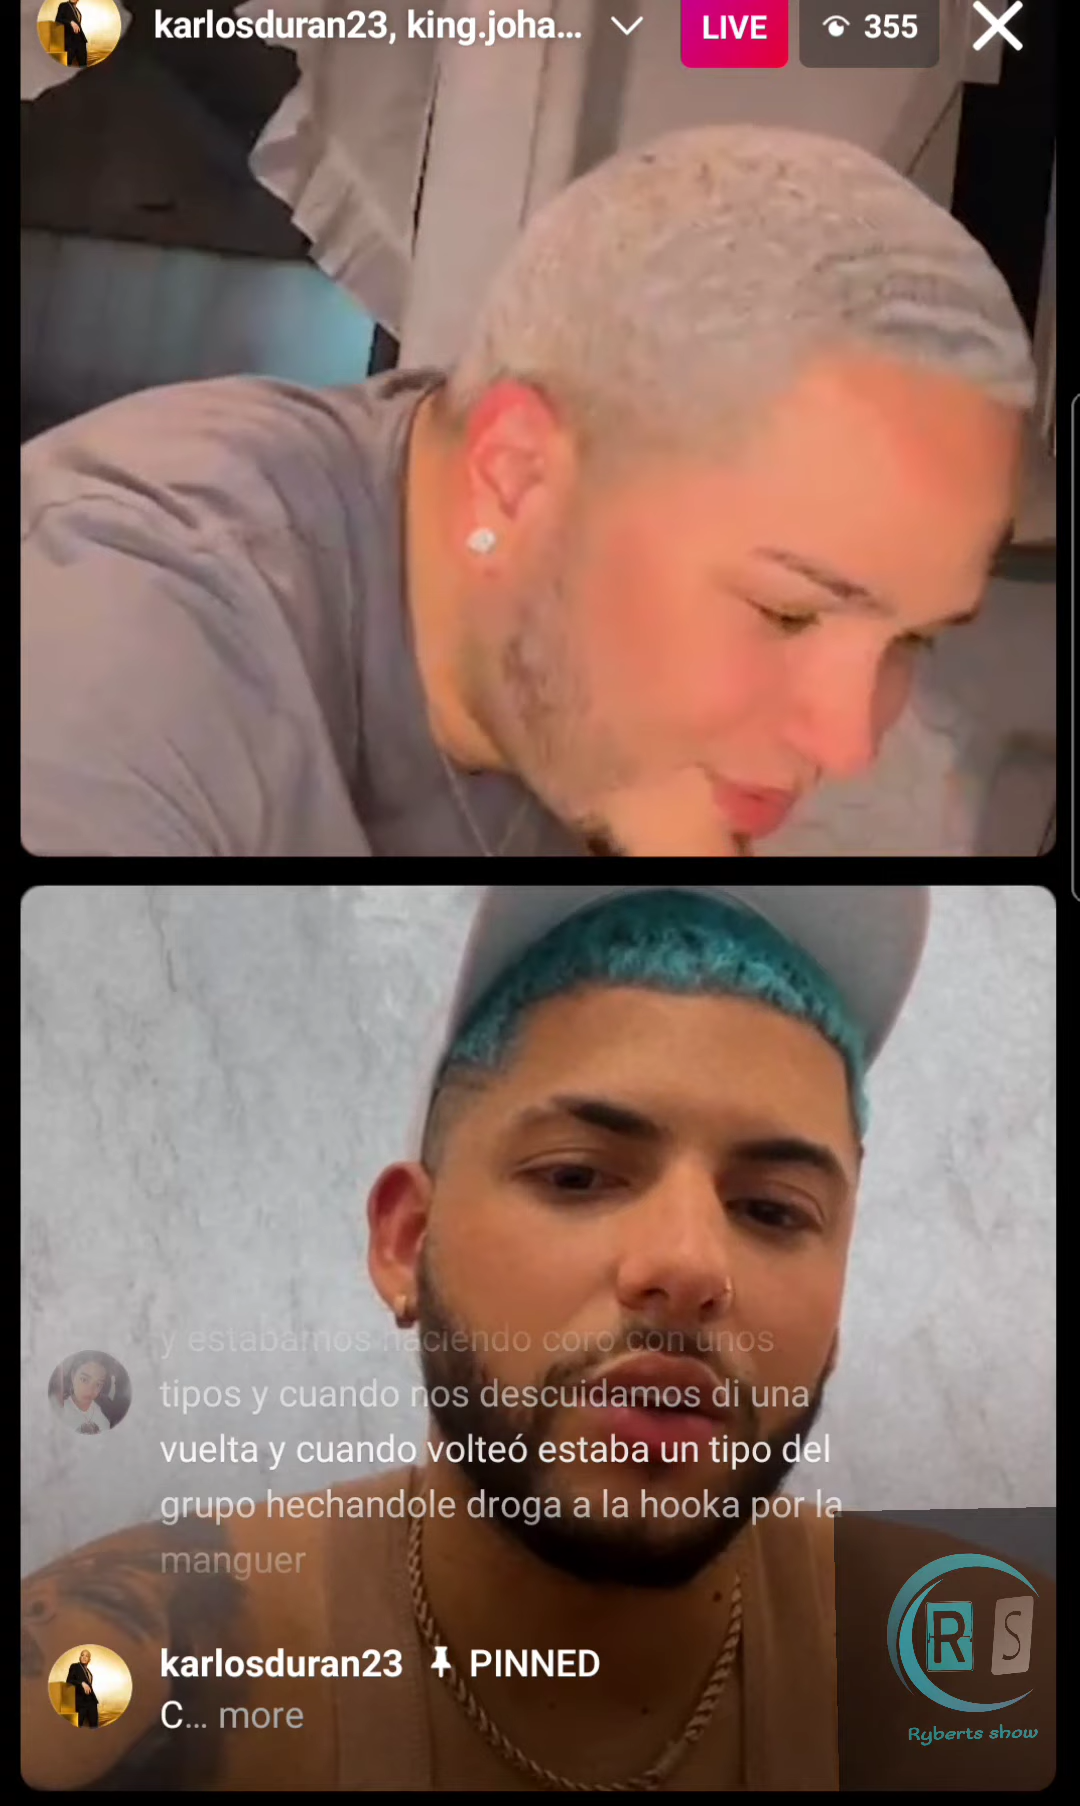 karlosduran23, king.joha...
LIVE
355
y estabamos haciendo coro con unos
tipos y cuando nos descuidamos di una
vuelta y cuando volteó estaba un tipo del
grupo hechandole droga a la hooka por la
manguer
karlosduran23 PINNED
C... more
R S
Ryberts show